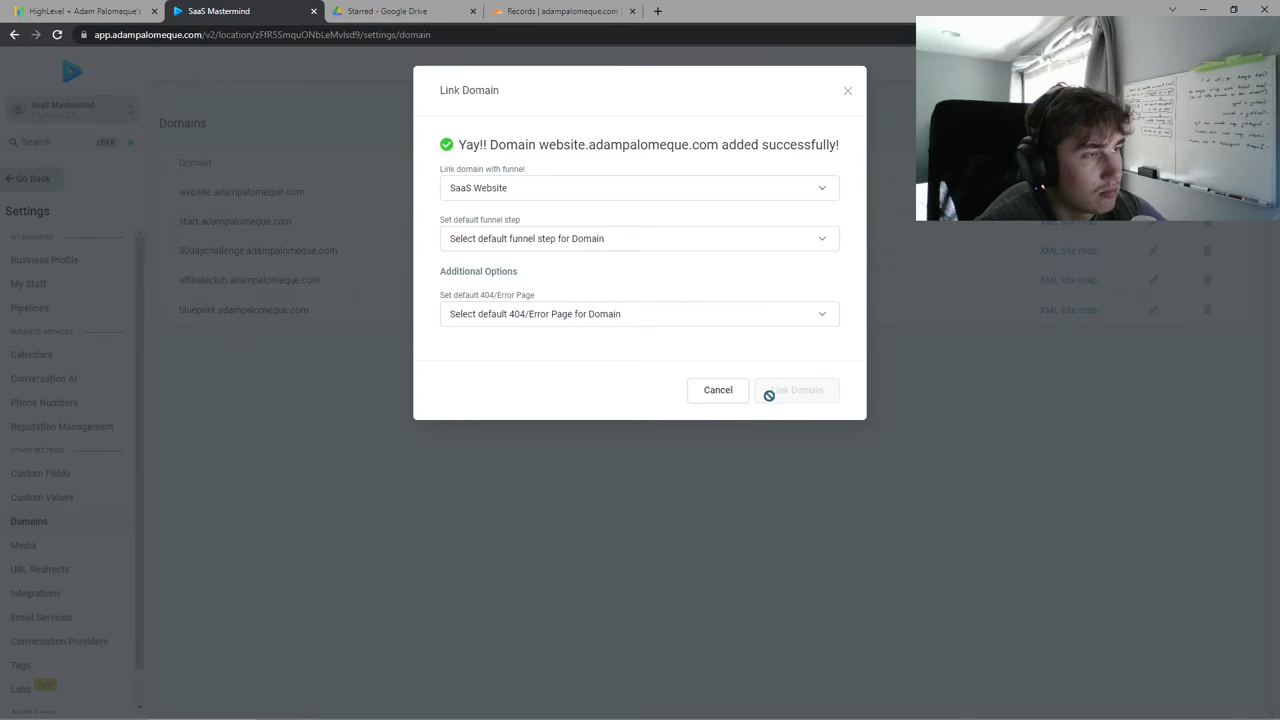 HighLevel + Adam Palomeque's
SaaS Mastermind
Starred - Google Drive
Records | adampalomeque.com
app.adampalomeque.com/v2/location/zFfR5SmquONbLeMvlsd9/settings/domain
SaaS Mastermind
Search
ctrl K
Go Back
Settings
MY BUSINESS
Business Profile
My Staff
Pipelines
BUSINESS SERVICES
Calendars
Conversation AI
Phone Numbers
Reputation Management
OTHER SETTINGS
Custom Fields
Custom Values
Domains
Media
URL Redirects
Integrations
Email Services
Conversation Providers
Tags
Labs
new
Audit Logs
Domains
Domain
website.adampalomeque.com
start.adampalomeque.com
XML site map
30daychallenge.adampalomeque.com
XML site map
affiliateclub.adampalomeque.com
XML site map
blueprint.adampalomeque.com
XML site map
Link Domain
Yay!! Domain website.adampalomeque.com added successfully!
Link domain with funnel
SaaS Website
Set default funnel step
Select default funnel step for Domain
Additional Options
Set default 404/Error Page
Select default 404/Error Page for Domain
Cancel
Link Domain